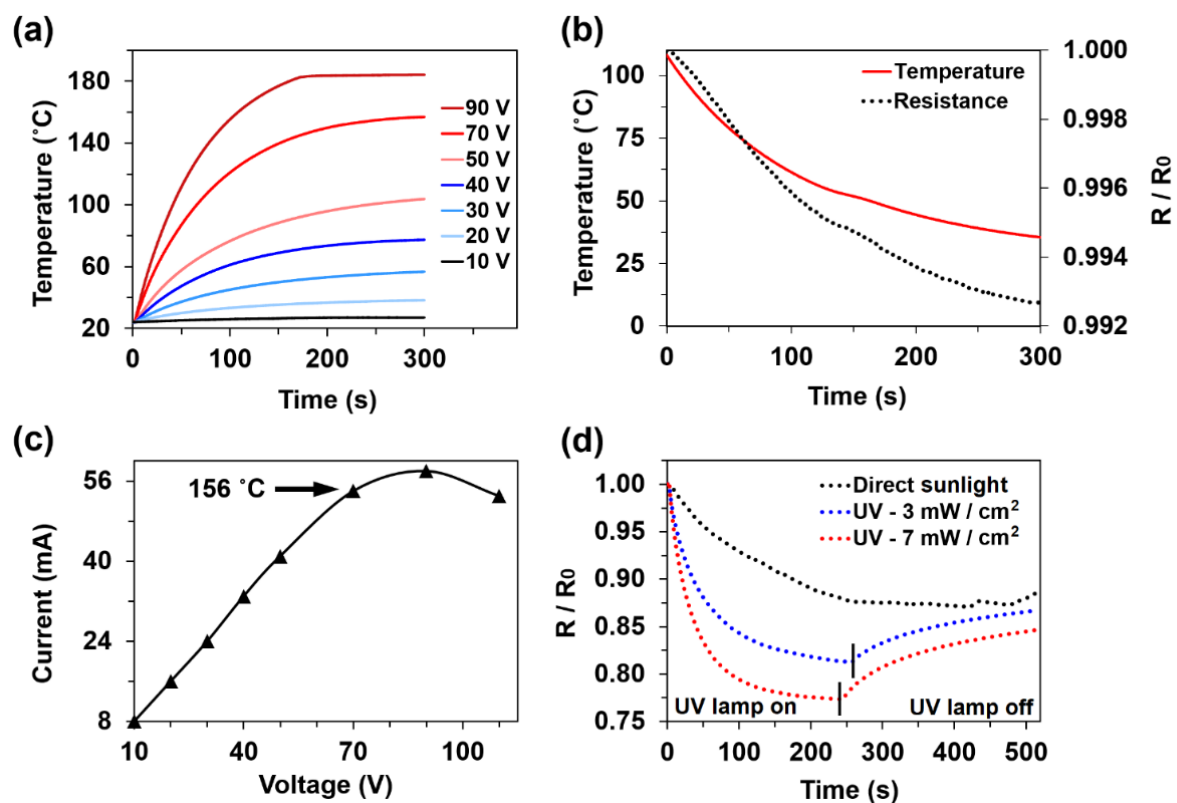 (a)
Temperature (˚C)
180
140
100
60
20
0
100
200
300
Time (s)
90 V
70 V
50 V
40 V
30 V
20 V
10 V
(b)
Temperature (˚C)
100
75
50
25
0
0
100
200
300
Time (s)
Temperature
Resistance
1.000
0.998
0.996
0.994
0.992
R / R₀
(c)
Current (mA)
56
40
24
8
10
40
70
100
Voltage (V)
156 ˚C
(d)
R / R₀
1.00
0.95
0.90
0.85
0.80
0.75
0
100
200
300
400
500
Time (s)
Direct sunlight
UV - 3 mW / cm²
UV - 7 mW / cm²
UV lamp on
UV lamp off